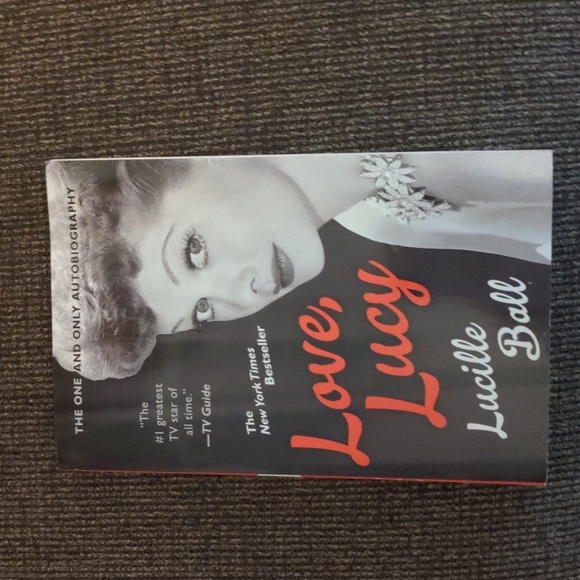 THE ONE AND ONLY AUTOBIOGRAPHY
"The
#1 greatest
TV star of
all time."
—TV Guide
The
New York Times
Bestseller
Love,
Lucy
Lucille
Ball